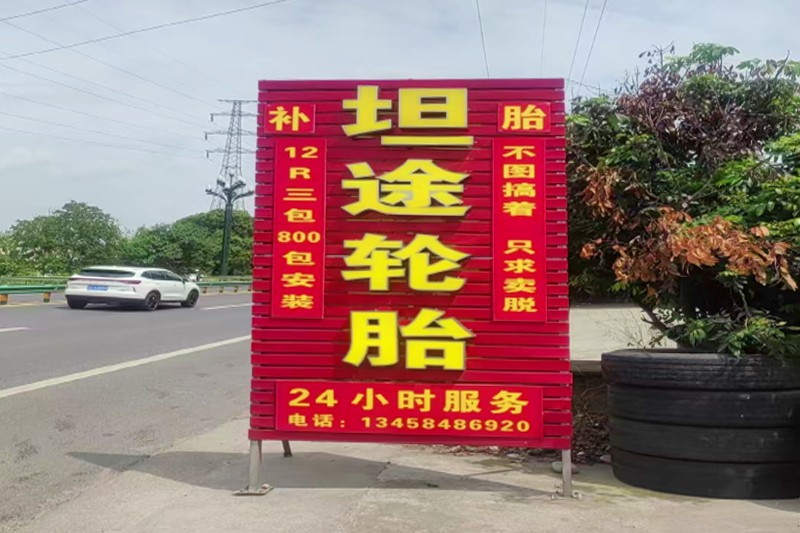 补胎
坦途轮胎
12R三包800包安装
不图搞着 只求卖脱
24小时服务
电话：13458486920